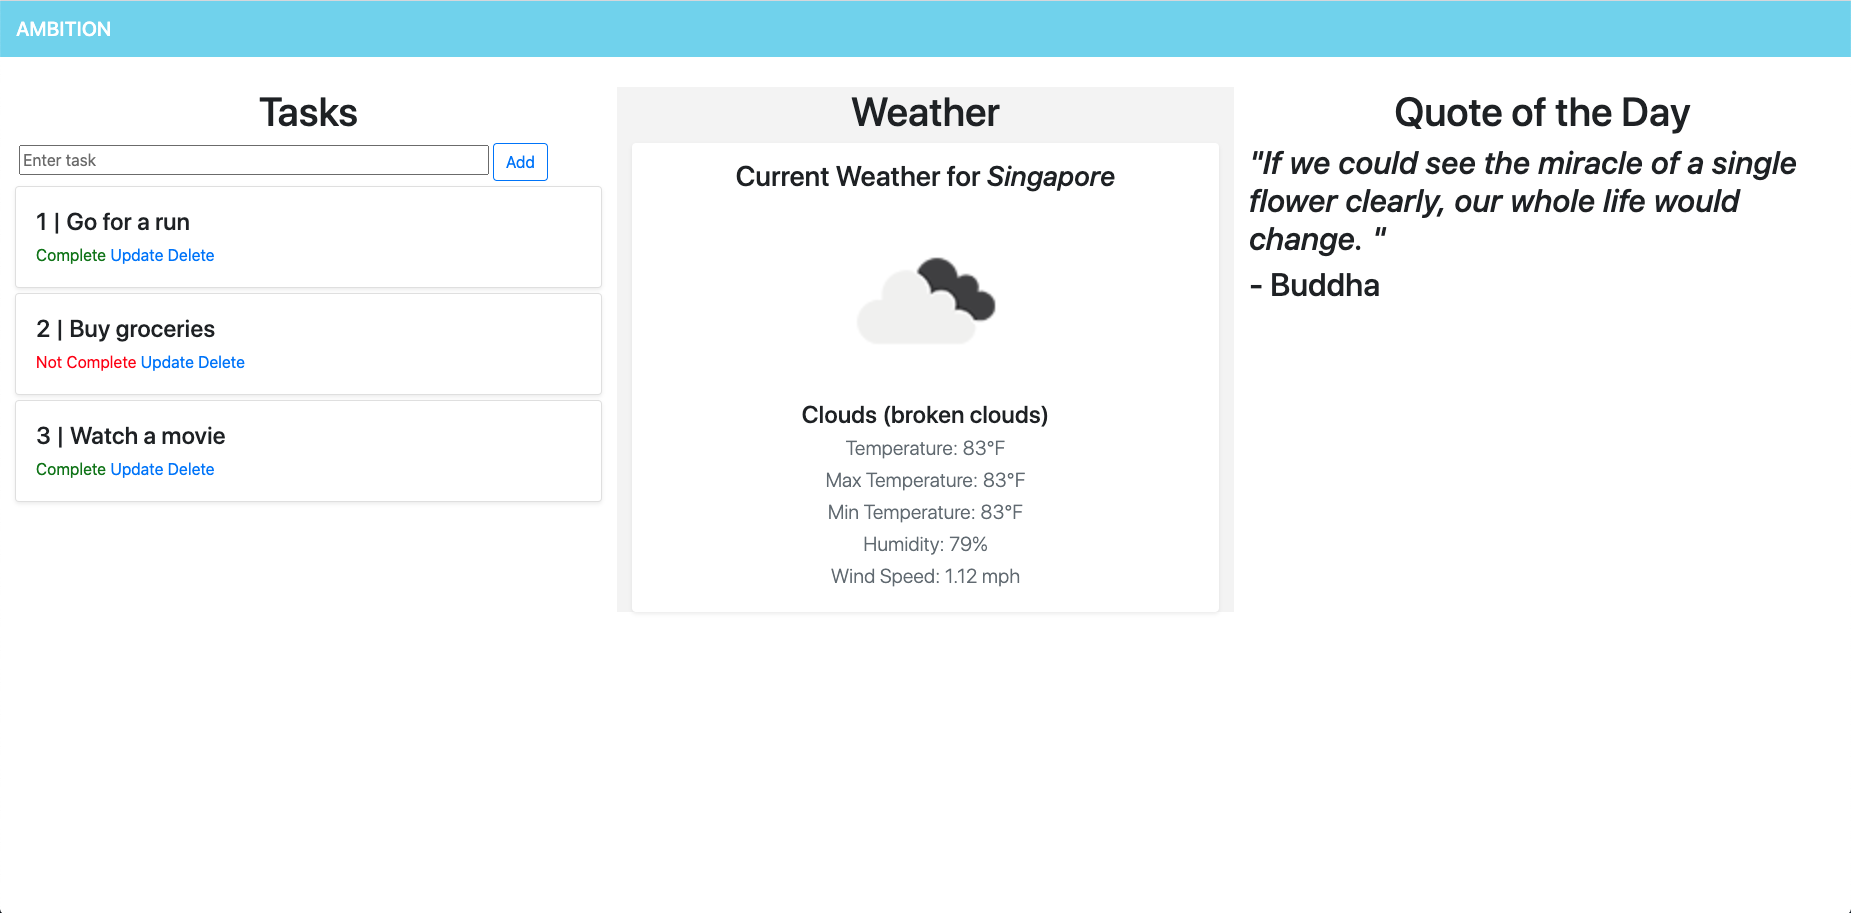 AMBITION
Tasks
Enter task
Add
1 | Go for a run
Complete Update Delete
2 | Buy groceries
Not Complete Update Delete
3 | Watch a movie
Complete Update Delete
Weather
Current Weather for Singapore
Clouds (broken clouds)
Temperature: 83°F
Max Temperature: 83°F
Min Temperature: 83°F
Humidity: 79%
Wind Speed: 1.12 mph
Quote of the Day
"If we could see the miracle of a single
flower clearly, our whole life would
change. "
- Buddha